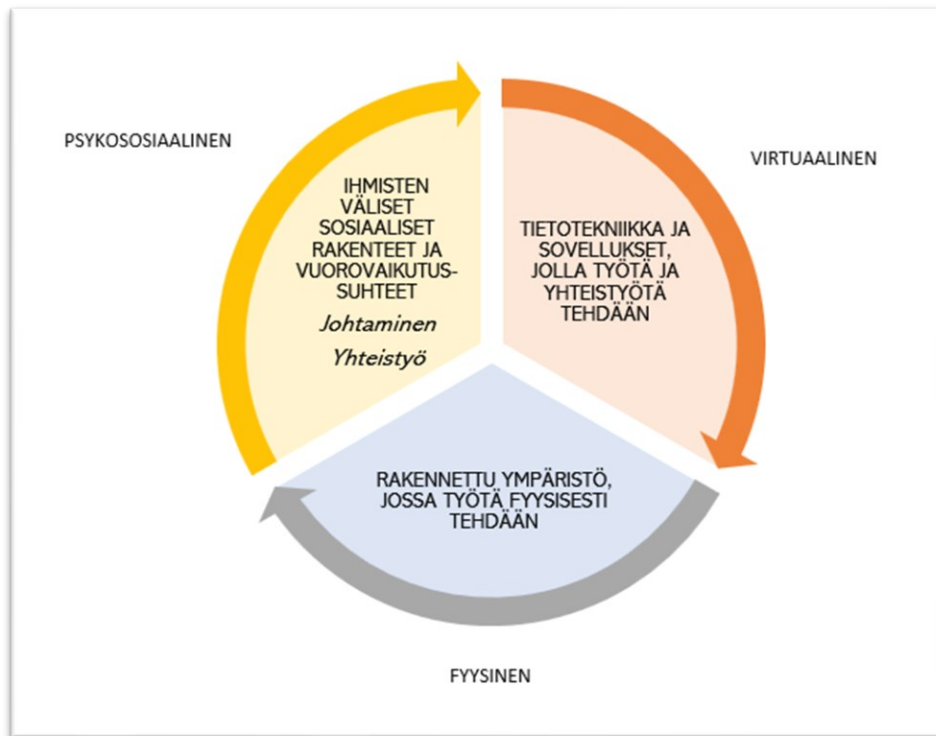 PSYKOSOSIAALINEN
IHMISTEN
VÄLISET
SOSIAALISET
RAKENTEET JA
VUOROVAIKUTUS-
SUHTEET
Johtaminen
Yhteistyö
VIRTUAALINEN
TIETOTEKNIIKKA JA
SOVELLUKSET,
JOLLA TYÖTÄ JA
YHTEISTYÖTÄ
TEHDÄÄN
RAKENNETTU YMPÄRISTÖ,
JOSSA TYÖTÄ FYYSISESTI
TEHDÄÄN
FYYSINEN